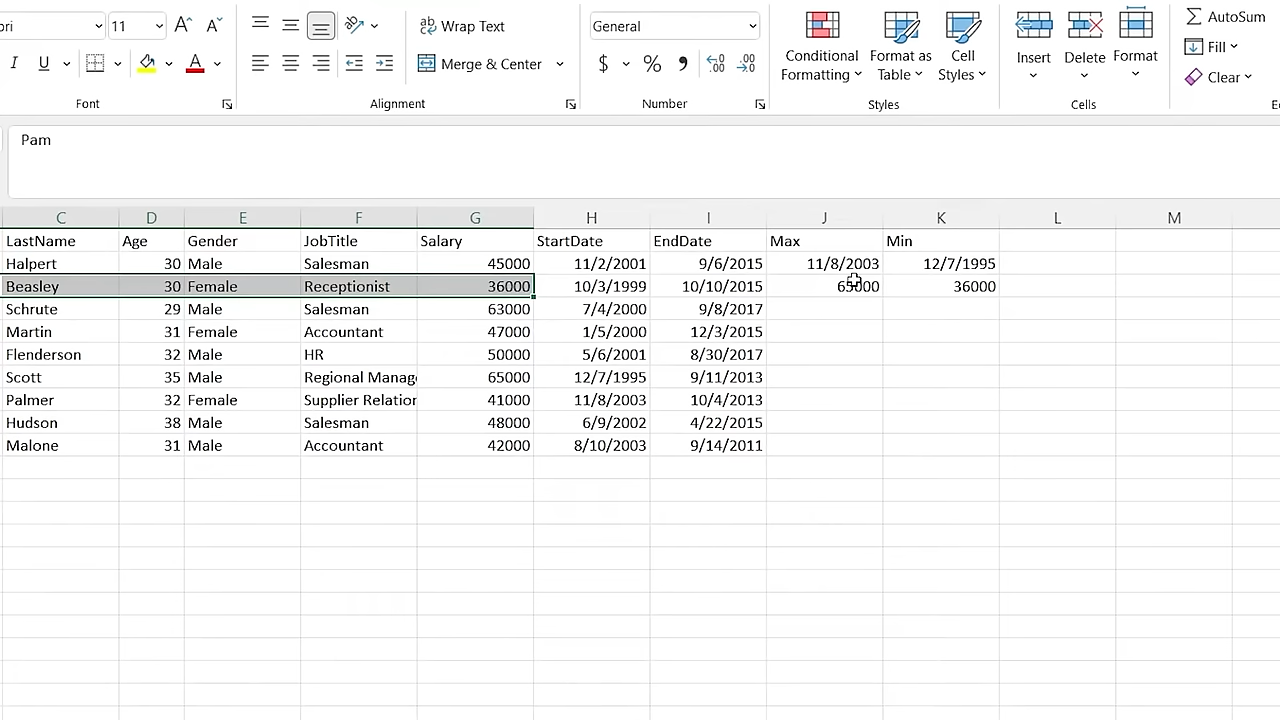 ori 11 A A
Wrap Text
General
Conditional Formatting
Format as Table
Cell Styles
Insert
Delete
Format
AutoSum
Fill
Clear
I U A
Merge & Center
$ % 9 .00 .00
Font
Alignment
Number
Styles
Cells
Pam
C D E F G H I J K L M
LastName Age Gender JobTitle Salary StartDate EndDate Max Min
Halpert 30 Male Salesman 45000 11/2/2001 9/6/2015 11/8/2003 12/7/1995
Beasley 30 Female Receptionist 36000 10/3/1999 10/10/2015 65000 36000
Schrute 29 Male Salesman 63000 7/4/2000 9/8/2017
Martin 31 Female Accountant 47000 1/5/2000 12/3/2015
Flenderson 32 Male HR 50000 5/6/2001 8/30/2017
Scott 35 Male Regional Manag 65000 12/7/1995 9/11/2013
Palmer 32 Female Supplier Relation 41000 11/8/2003 10/4/2013
Hudson 38 Male Salesman 48000 6/9/2002 4/22/2015
Malone 31 Male Accountant 42000 8/10/2003 9/14/2011